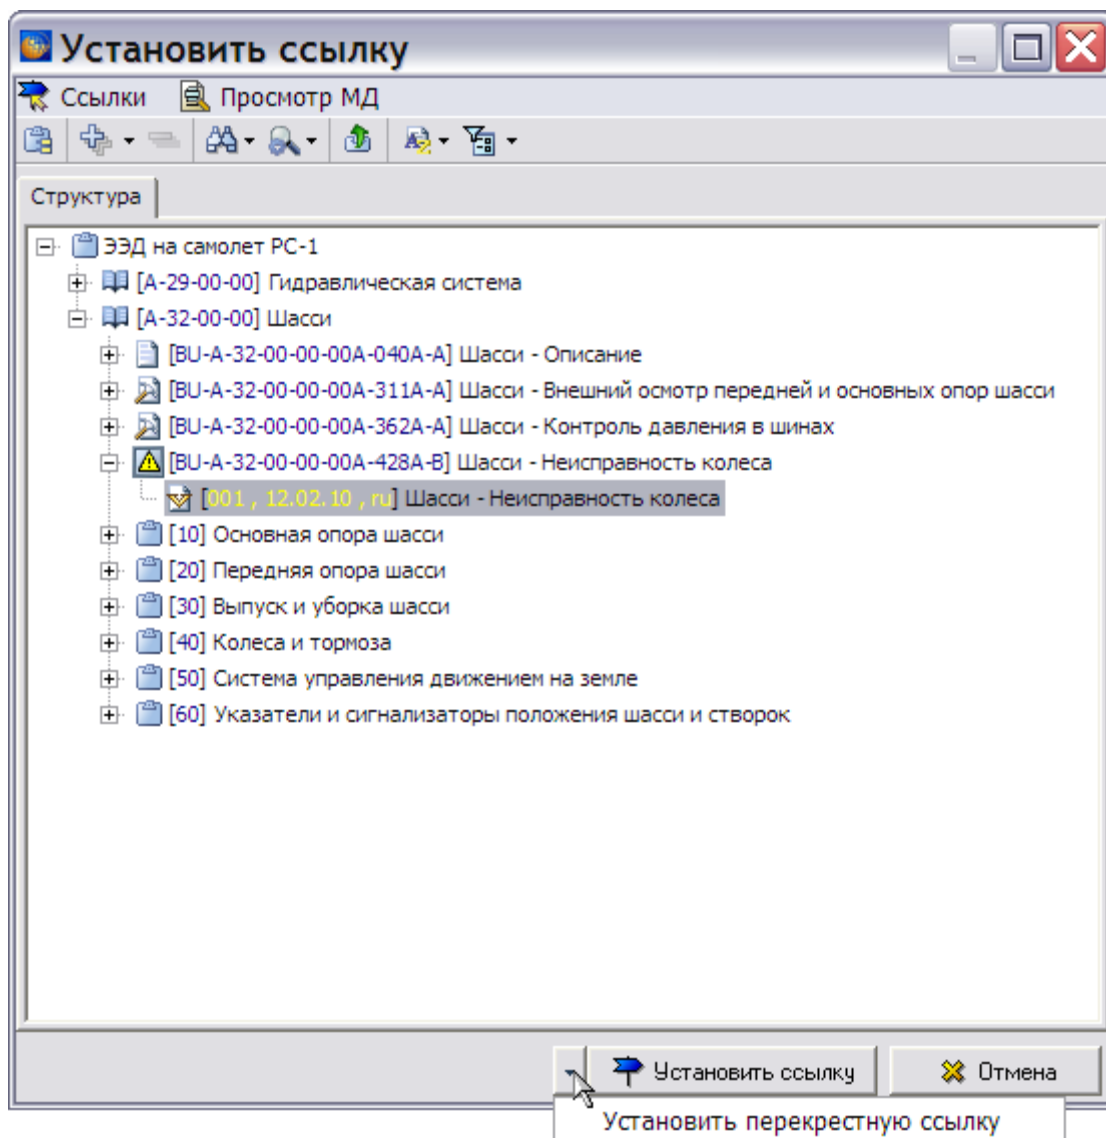 Установить ссылку
Ссылки Просмотр МД
Структура
ЭЭД на самолет РС-1
[A-29-00-00] Гидравлическая система
[A-32-00-00] Шасси
[BU-A-32-00-00-00A-040A-A] Шасси - Описание
[BU-A-32-00-00-00A-311A-A] Шасси - Внешний осмотр передней и основных опор шасси
[BU-A-32-00-00-00A-362A-A] Шасси - Контроль давления в шинах
[BU-A-32-00-00-00A-428A-B] Шасси - Неисправность колеса
[001 , 12.02.10 , ru] Шасси - Неисправность колеса
[10] Основная опора шасси
[20] Передняя опора шасси
[30] Выпуск и уборка шасси
[40] Колеса и тормоза
[50] Система управления движением на земле
[60] Указатели и сигнализаторы положения шасси и створок
Установить ссылку Отмена
Установить перекрестную ссылку